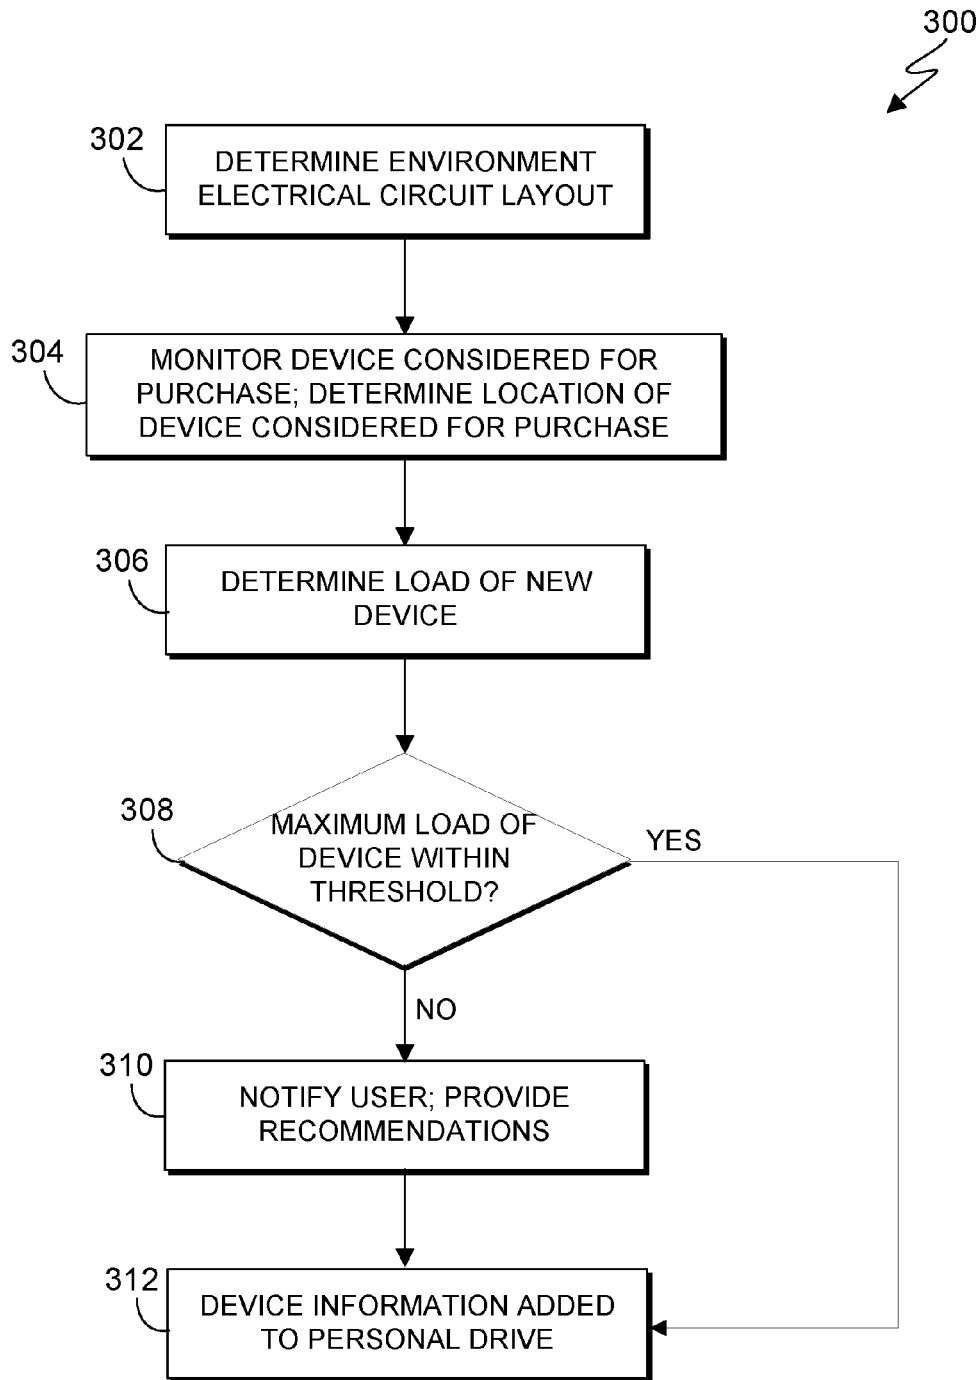 300
302
DETERMINE ENVIRONMENT
ELECTRICAL CIRCUIT LAYOUT
304
MONITOR DEVICE CONSIDERED FOR
PURCHASE; DETERMINE LOCATION OF
DEVICE CONSIDERED FOR PURCHASE
306
DETERMINE LOAD OF NEW
DEVICE
308
MAXIMUM LOAD OF
DEVICE WITHIN
THRESHOLD?
YES
NO
310
NOTIFY USER; PROVIDE
RECOMMENDATIONS
312
DEVICE INFORMATION ADDED
TO PERSONAL DRIVE